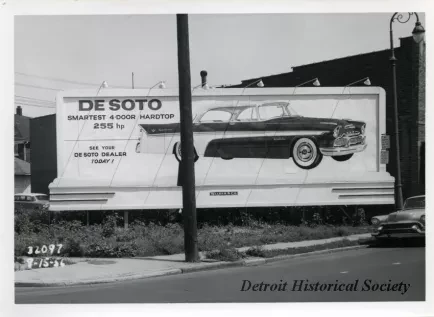 DE SOTO
SMARTEST 4-DOOR HARDTOP
255 hp
SEE YOUR
DE SOTO DEALER
TODAY!
32097
Detroit Historical Society